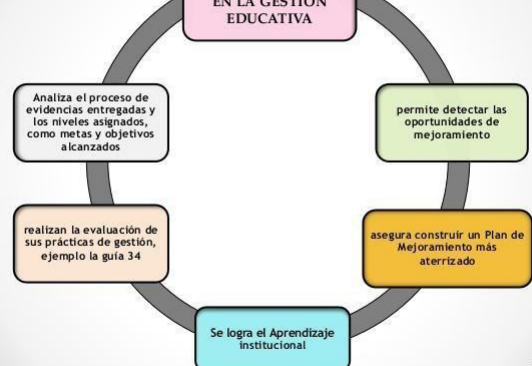 EN LA GESTIÓN
EDUCATIVA
Analiza el proceso de
evidencias entregadas y
los niveles asignados,
como metas y objetivos
alcanzados
permite detectar las
oportunidades de
mejoramiento
realizan la evaluación de
sus prácticas de gestión,
ejemplo la guía 34
asegura construir un Plan de
Mejoramiento más
aterrizado
Se logra el Aprendizaje
institucional